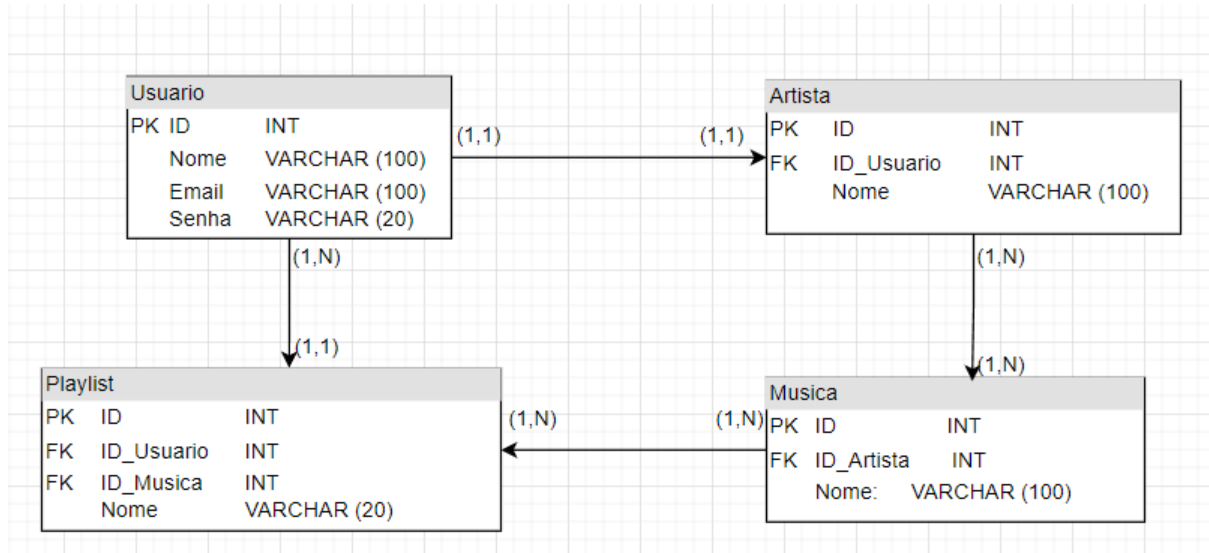 Usuario
PK ID INT
Nome VARCHAR (100)
Email VARCHAR (100)
Senha VARCHAR (20)
(1,1)
(1,1)
Artista
PK ID INT
FK ID_Usuario INT
Nome VARCHAR (100)
(1,N)
(1,1)
(1,N)
(1,N)
Playlist
PK ID INT
FK ID_Usuario INT
FK ID_Musica INT
Nome VARCHAR (20)
(1,N)
(1,N)
Musica
PK ID INT
FK ID_Artista INT
Nome: VARCHAR (100)